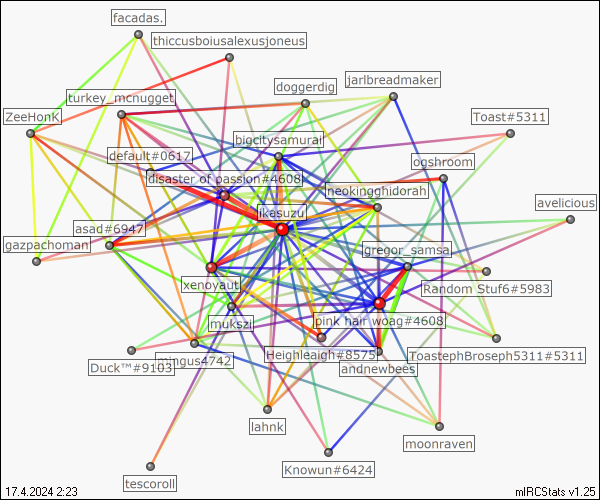 facadas.
thiccusboiusalexusjoneus
jarlbreadmaker
doggerdig
turkey_mcnugget
ZeeHonK
Toast#5311
bigcitysamurai
default#0617
ogshroom
disaster of passion#4608
neokingghidorah
avelicious
likesuzu
asad#6947
gazpachoman
gregor_samsa
xenoyaut
Random Stuf6#5983
mukszi
pink hair woag#4608
Heighleaigh#8575
ToastephBroseph5311#5311
mingus4742
Duck™#9103
andnewbees
lahnk
moonraven
Knowun#6424
tescoroll
17.4.2024 2:23
mIRCStats v1.25